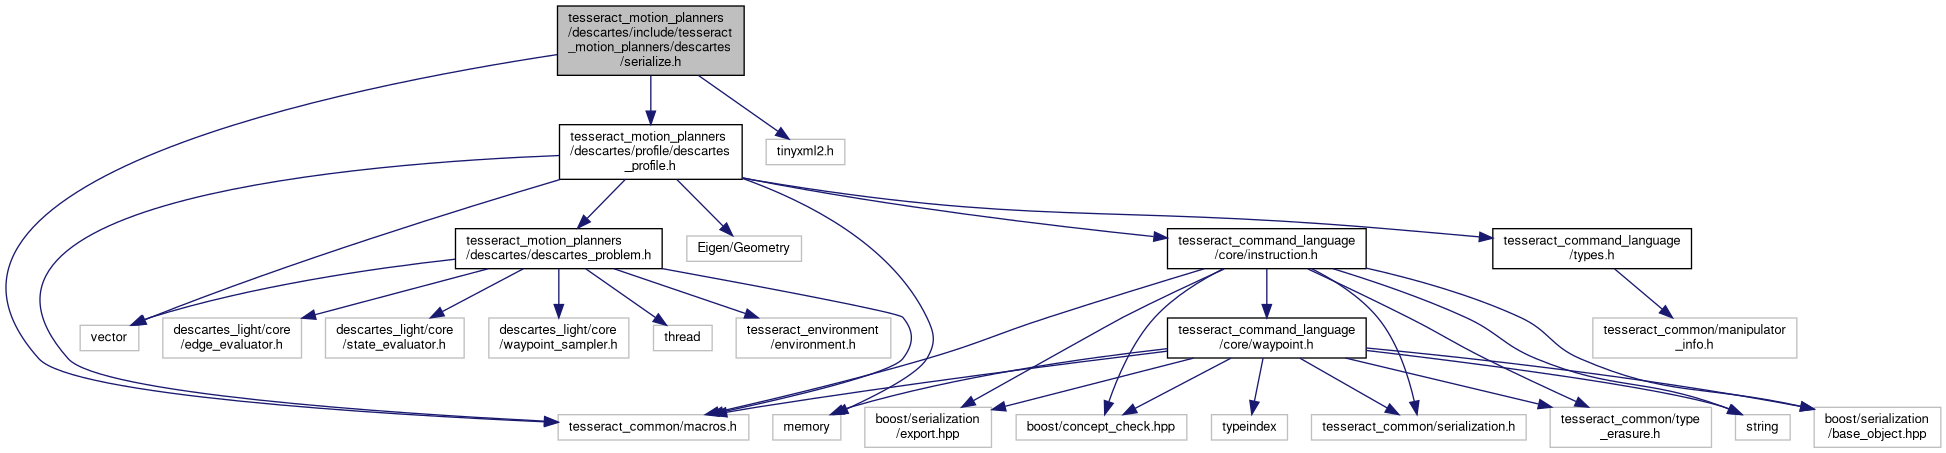 tesseract_motion_planners
/descartes/include/tesseract
_motion_planners/descartes
/serialize.h
tesseract_motion_planners
/descartes/profile/descartes
_profile.h
tinyxml2.h
tesseract_motion_planners
/descartes/descartes_problem.h
Eigen/Geometry
tesseract_command_language
/core/instruction.h
tesseract_command_language
/types.h
vector
descartes_light/core
/edge_evaluator.h
descartes_light/core
/state_evaluator.h
descartes_light/core
/waypoint_sampler.h
thread
tesseract_environment
/environment.h
tesseract_command_language
/core/waypoint.h
tesseract_common/manipulator
_info.h
tesseract_common/macros.h
memory
boost/serialization
/export.hpp
boost/concept_check.hpp
typeindex
tesseract_common/serialization.h
tesseract_common/type
_erasure.h
string
boost/serialization
/base_object.hpp